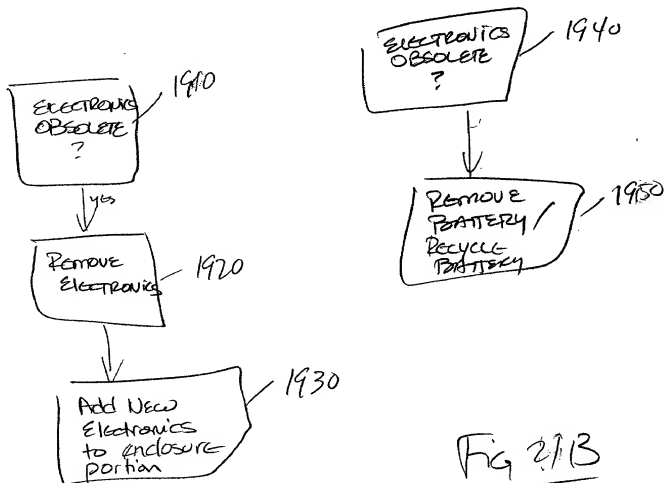 ELECTRONICS
OBSOLETE
?
1910
yes
REMOVE
ELECTRONICS
1920
Add New
Electronics
to enclosure
portion
1930
ELECTRONICS
OBSOLETE
?
1940
REMOVE
BATTERY/
RECYCLE
BATTERY
1950
Fig 21B